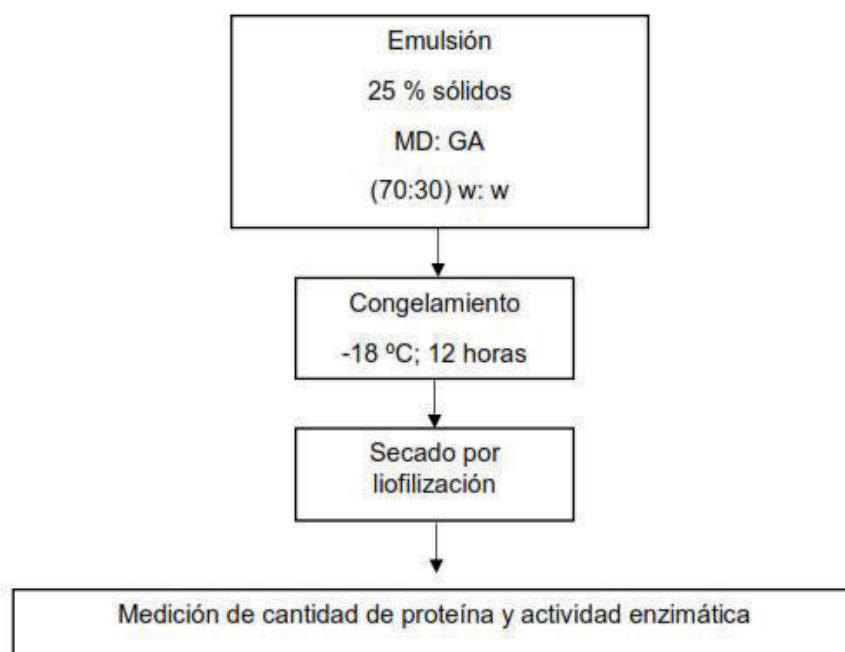 Emulsión
25 % sólidos
MD: GA
(70:30) w: w
Congelamiento
-18 ºC; 12 horas
Secado por
liofilización
Medición de cantidad de proteína y actividad enzimática